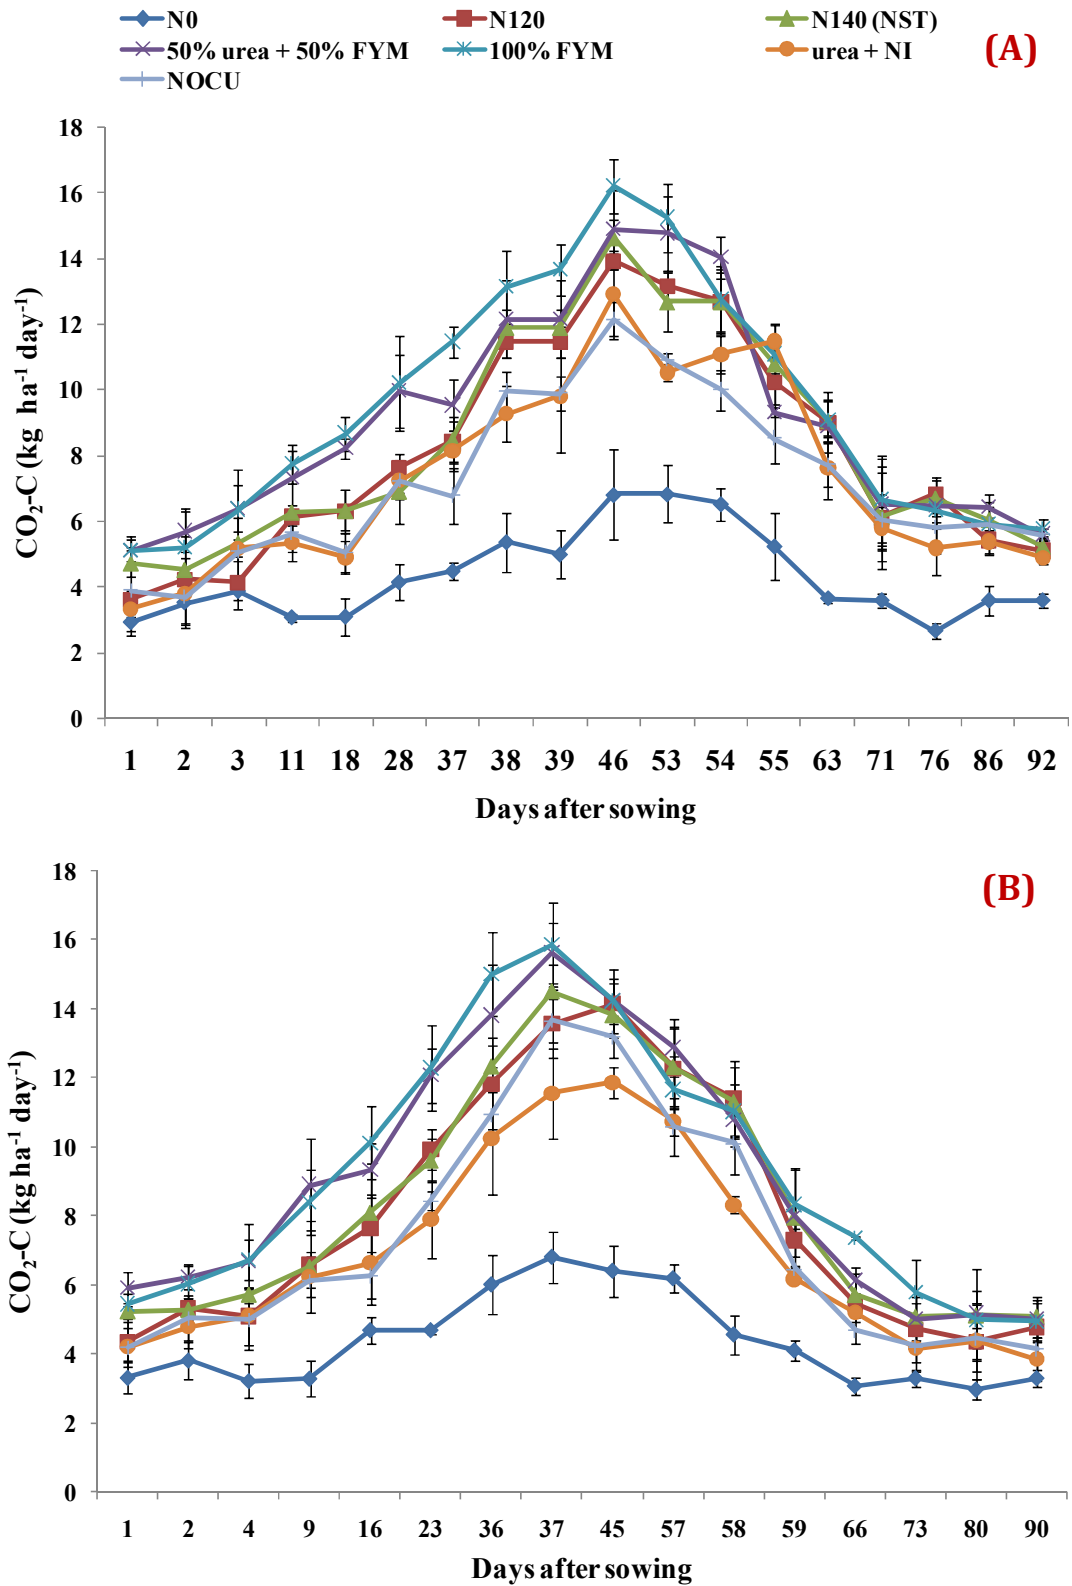 N0 N120 N140 (NST) (A)
50% urea + 50% FYM 100% FYM urea + NI
NOCU
18
16
14
12
10
8
6
4
2
0
CO₂-C (kg ha⁻¹ day⁻¹)
1 2 3 11 18 28 37 38 39 46 53 54 55 63 71 76 86 92
Days after sowing
(B)
18
16
14
12
10
8
6
4
2
0
CO₂-C (kg ha⁻¹ day⁻¹)
1 2 4 9 16 23 36 37 45 57 58 59 66 73 80 90
Days after sowing